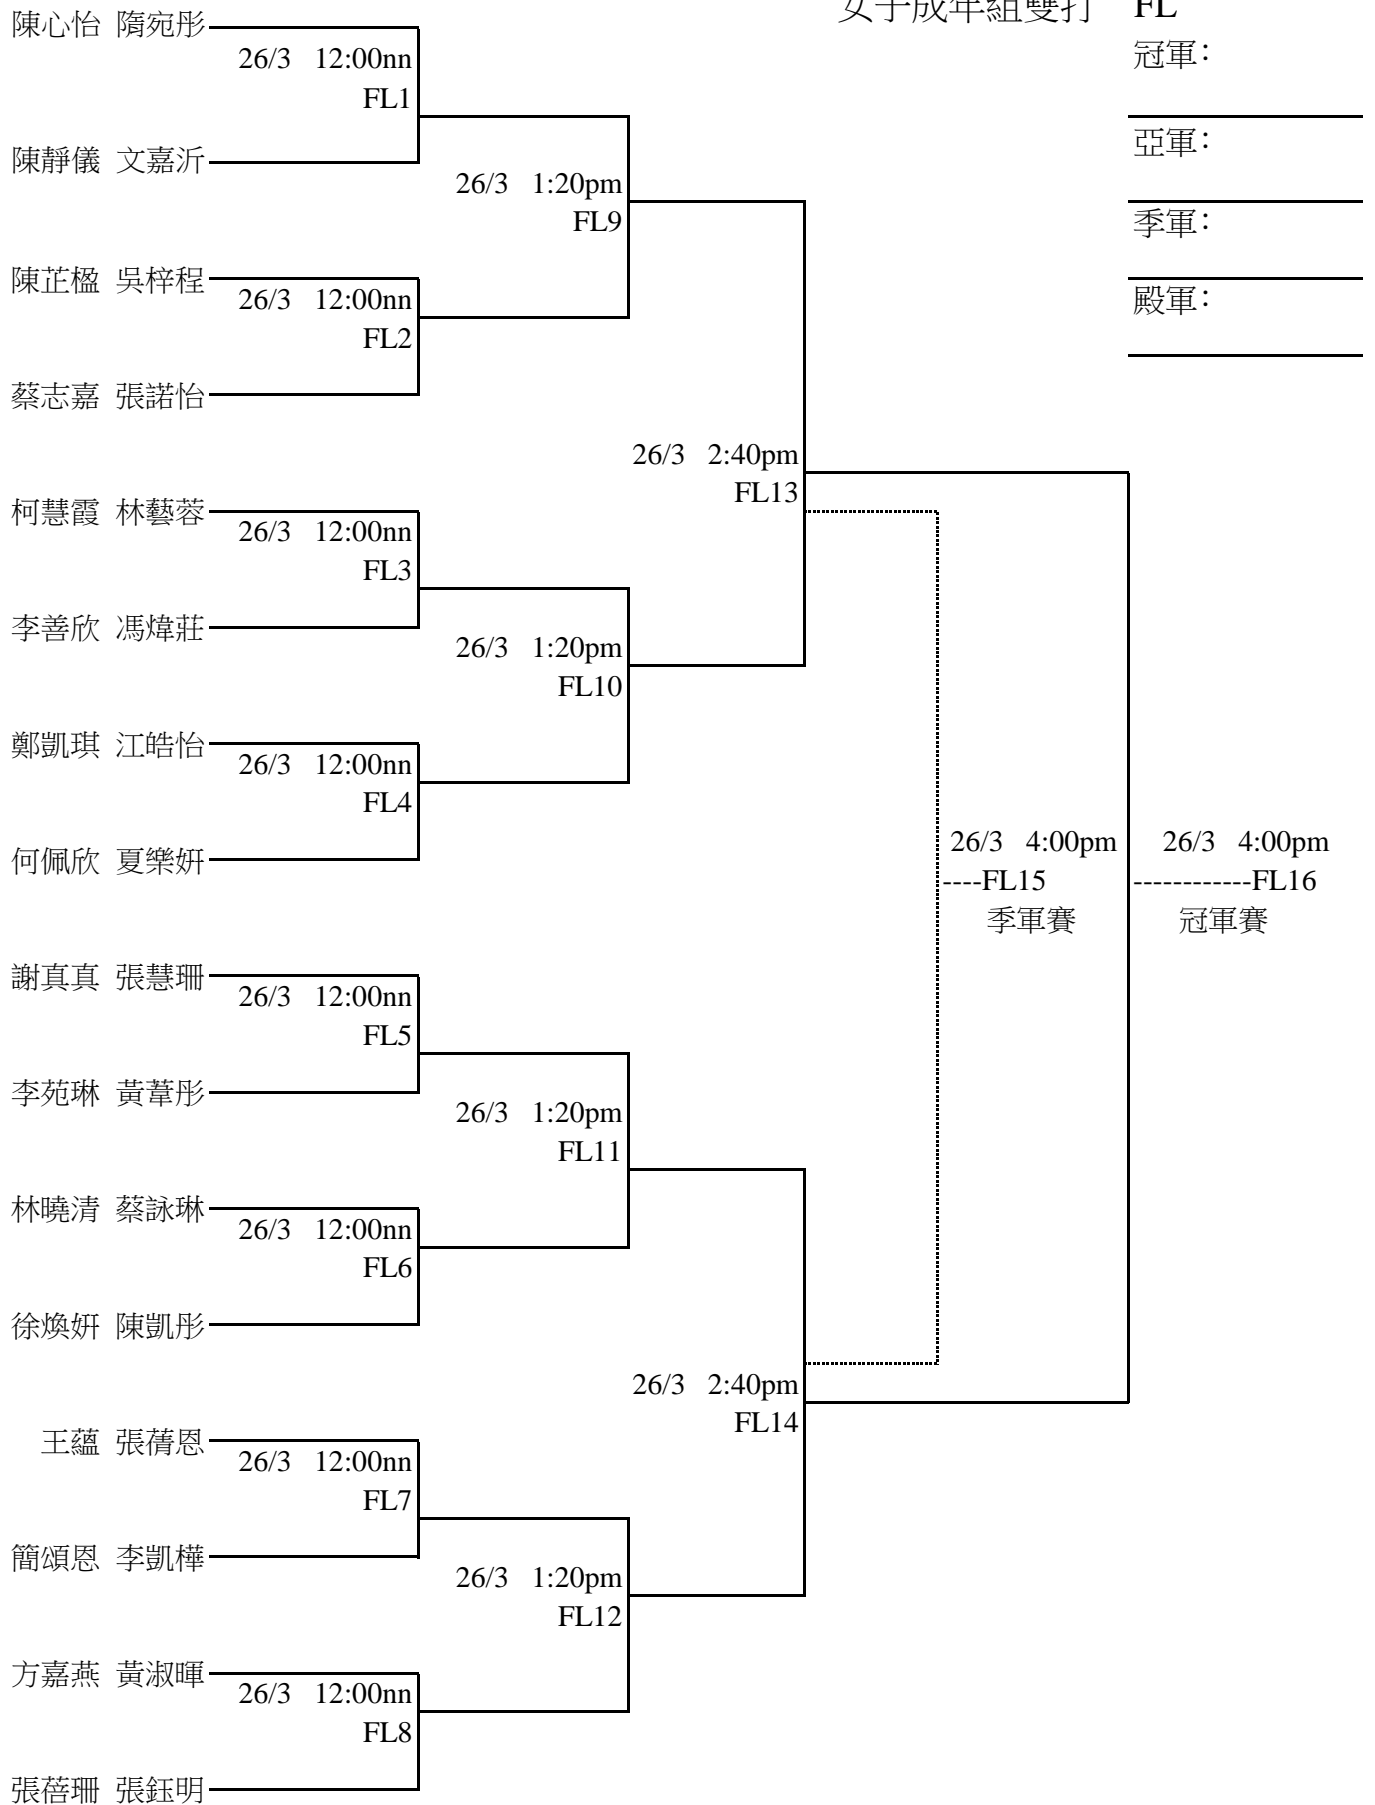 女子成年組雙打 FL
陳心怡 隋宛彤
冠軍：
26/3 12:00nn
FL1
亞軍：
陳靜儀 文嘉沂
26/3 1:20pm
FL9
季軍：
陳芷楹 吳梓程
26/3 12:00nn
殿軍：
FL2
蔡志嘉 張諾怡
26/3 2:40pm
FL13
柯慧霞 林藝蓉
26/3 12:00nn
FL3
李善欣 馮煒莊
26/3 1:20pm
FL10
鄭凱琪 江皓怡
26/3 12:00nn
FL4
何佩欣 夏樂妍
26/3 4:00pm 26/3 4:00pm
----FL15 ------------FL16
季軍賽 冠軍賽
謝真真 張慧珊
26/3 12:00nn
FL5
李苑琳 黃葦彤
26/3 1:20pm
FL11
林曉清 蔡詠琳
26/3 12:00nn
FL6
徐煥妍 陳凱彤
26/3 2:40pm
FL14
王蘊 張蒨恩
26/3 12:00nn
FL7
簡頌恩 李凱樺
26/3 1:20pm
FL12
方嘉燕 黃淑暉
26/3 12:00nn
FL8
張蓓珊 張鈺明